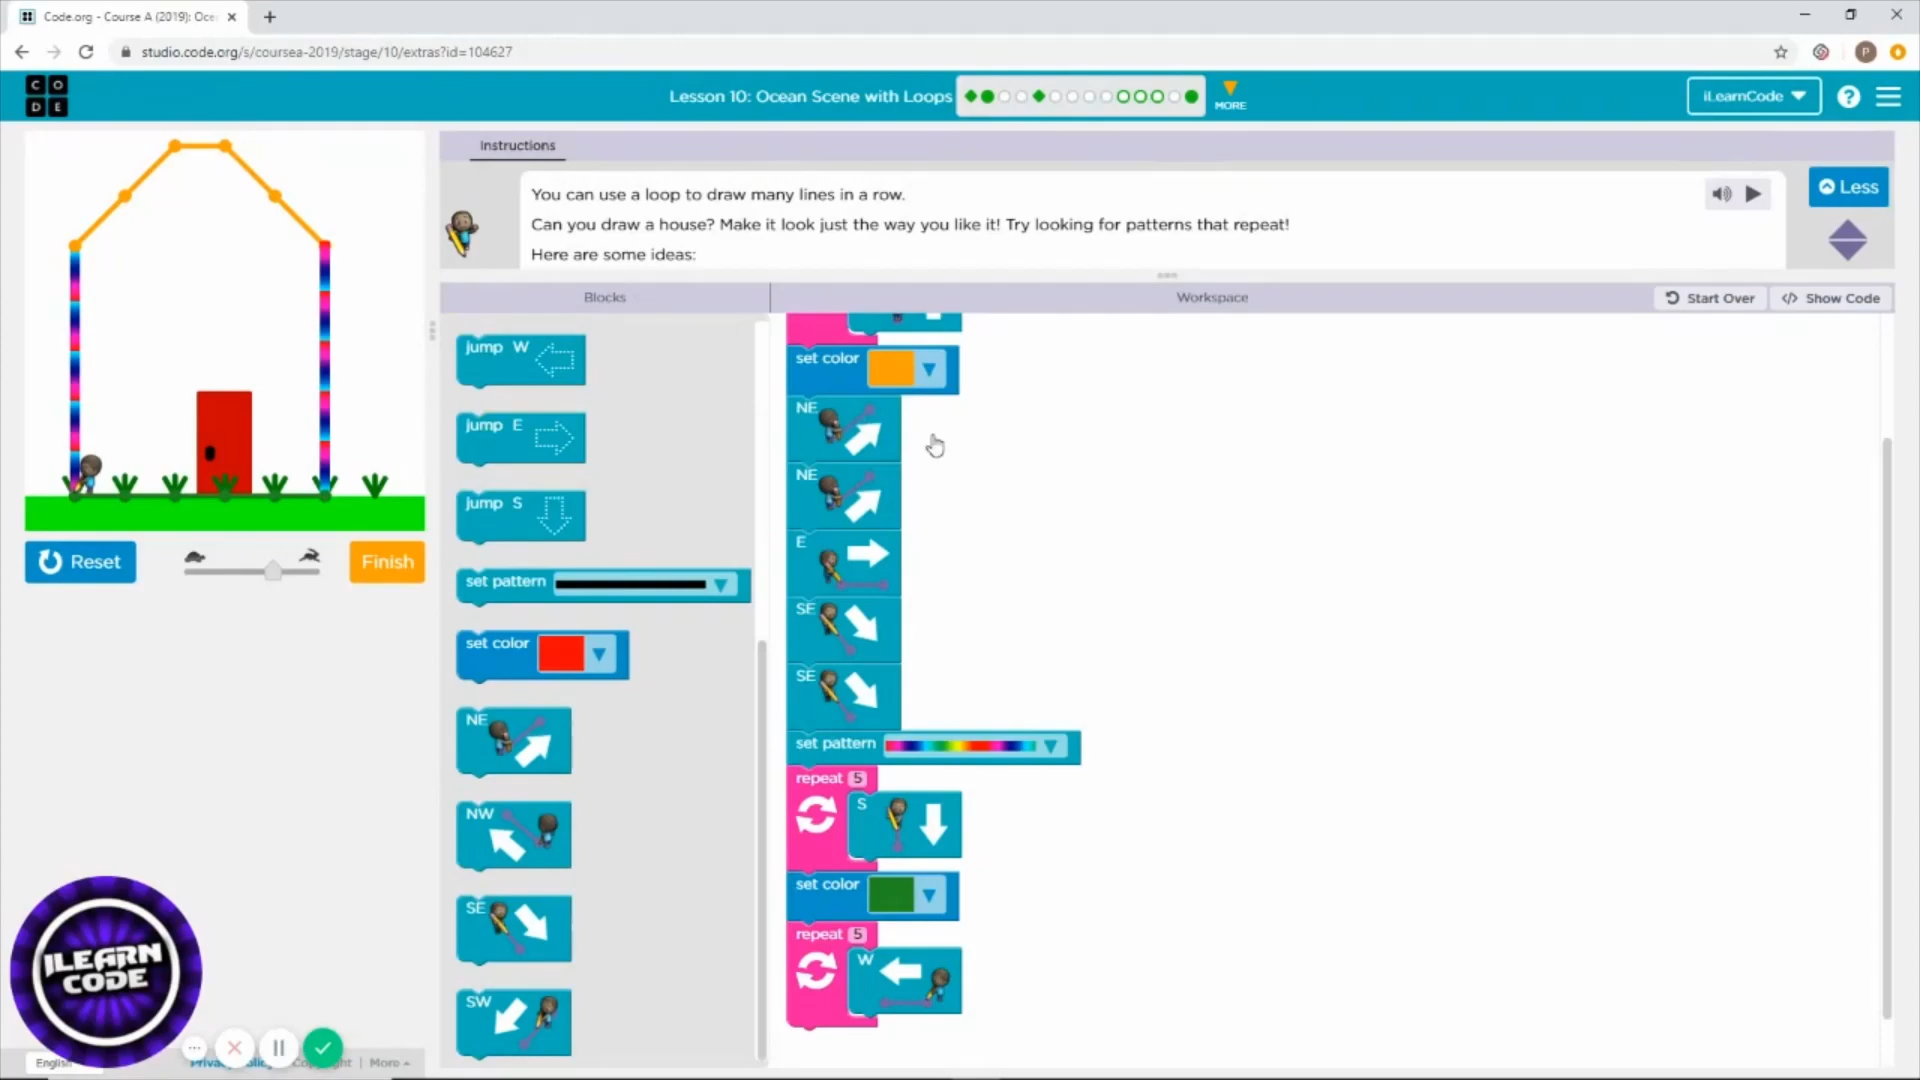 Code.org - Course A (2019): Oce
studio.code.org/s/coursea-2019/stage/10/extras?id=104627
P
C O
D E
Lesson 10: Ocean Scene with Loops
MORE
iLearnCode
?
Instructions
You can use a loop to draw many lines in a row.
Can you draw a house? Make it look just the way you like it! Try looking for patterns that repeat!
Here are some ideas:
Less
Blocks
Workspace
Start Over
</> Show Code
jump W
jump E
jump S
set pattern
set color
NE
NW
SE
SW
set color
NE
NE
E
SE
SE
set pattern
repeat 5
S
set color
repeat 5
W
Reset
Finish
ILEARN
CODE
English
Privacy
| More